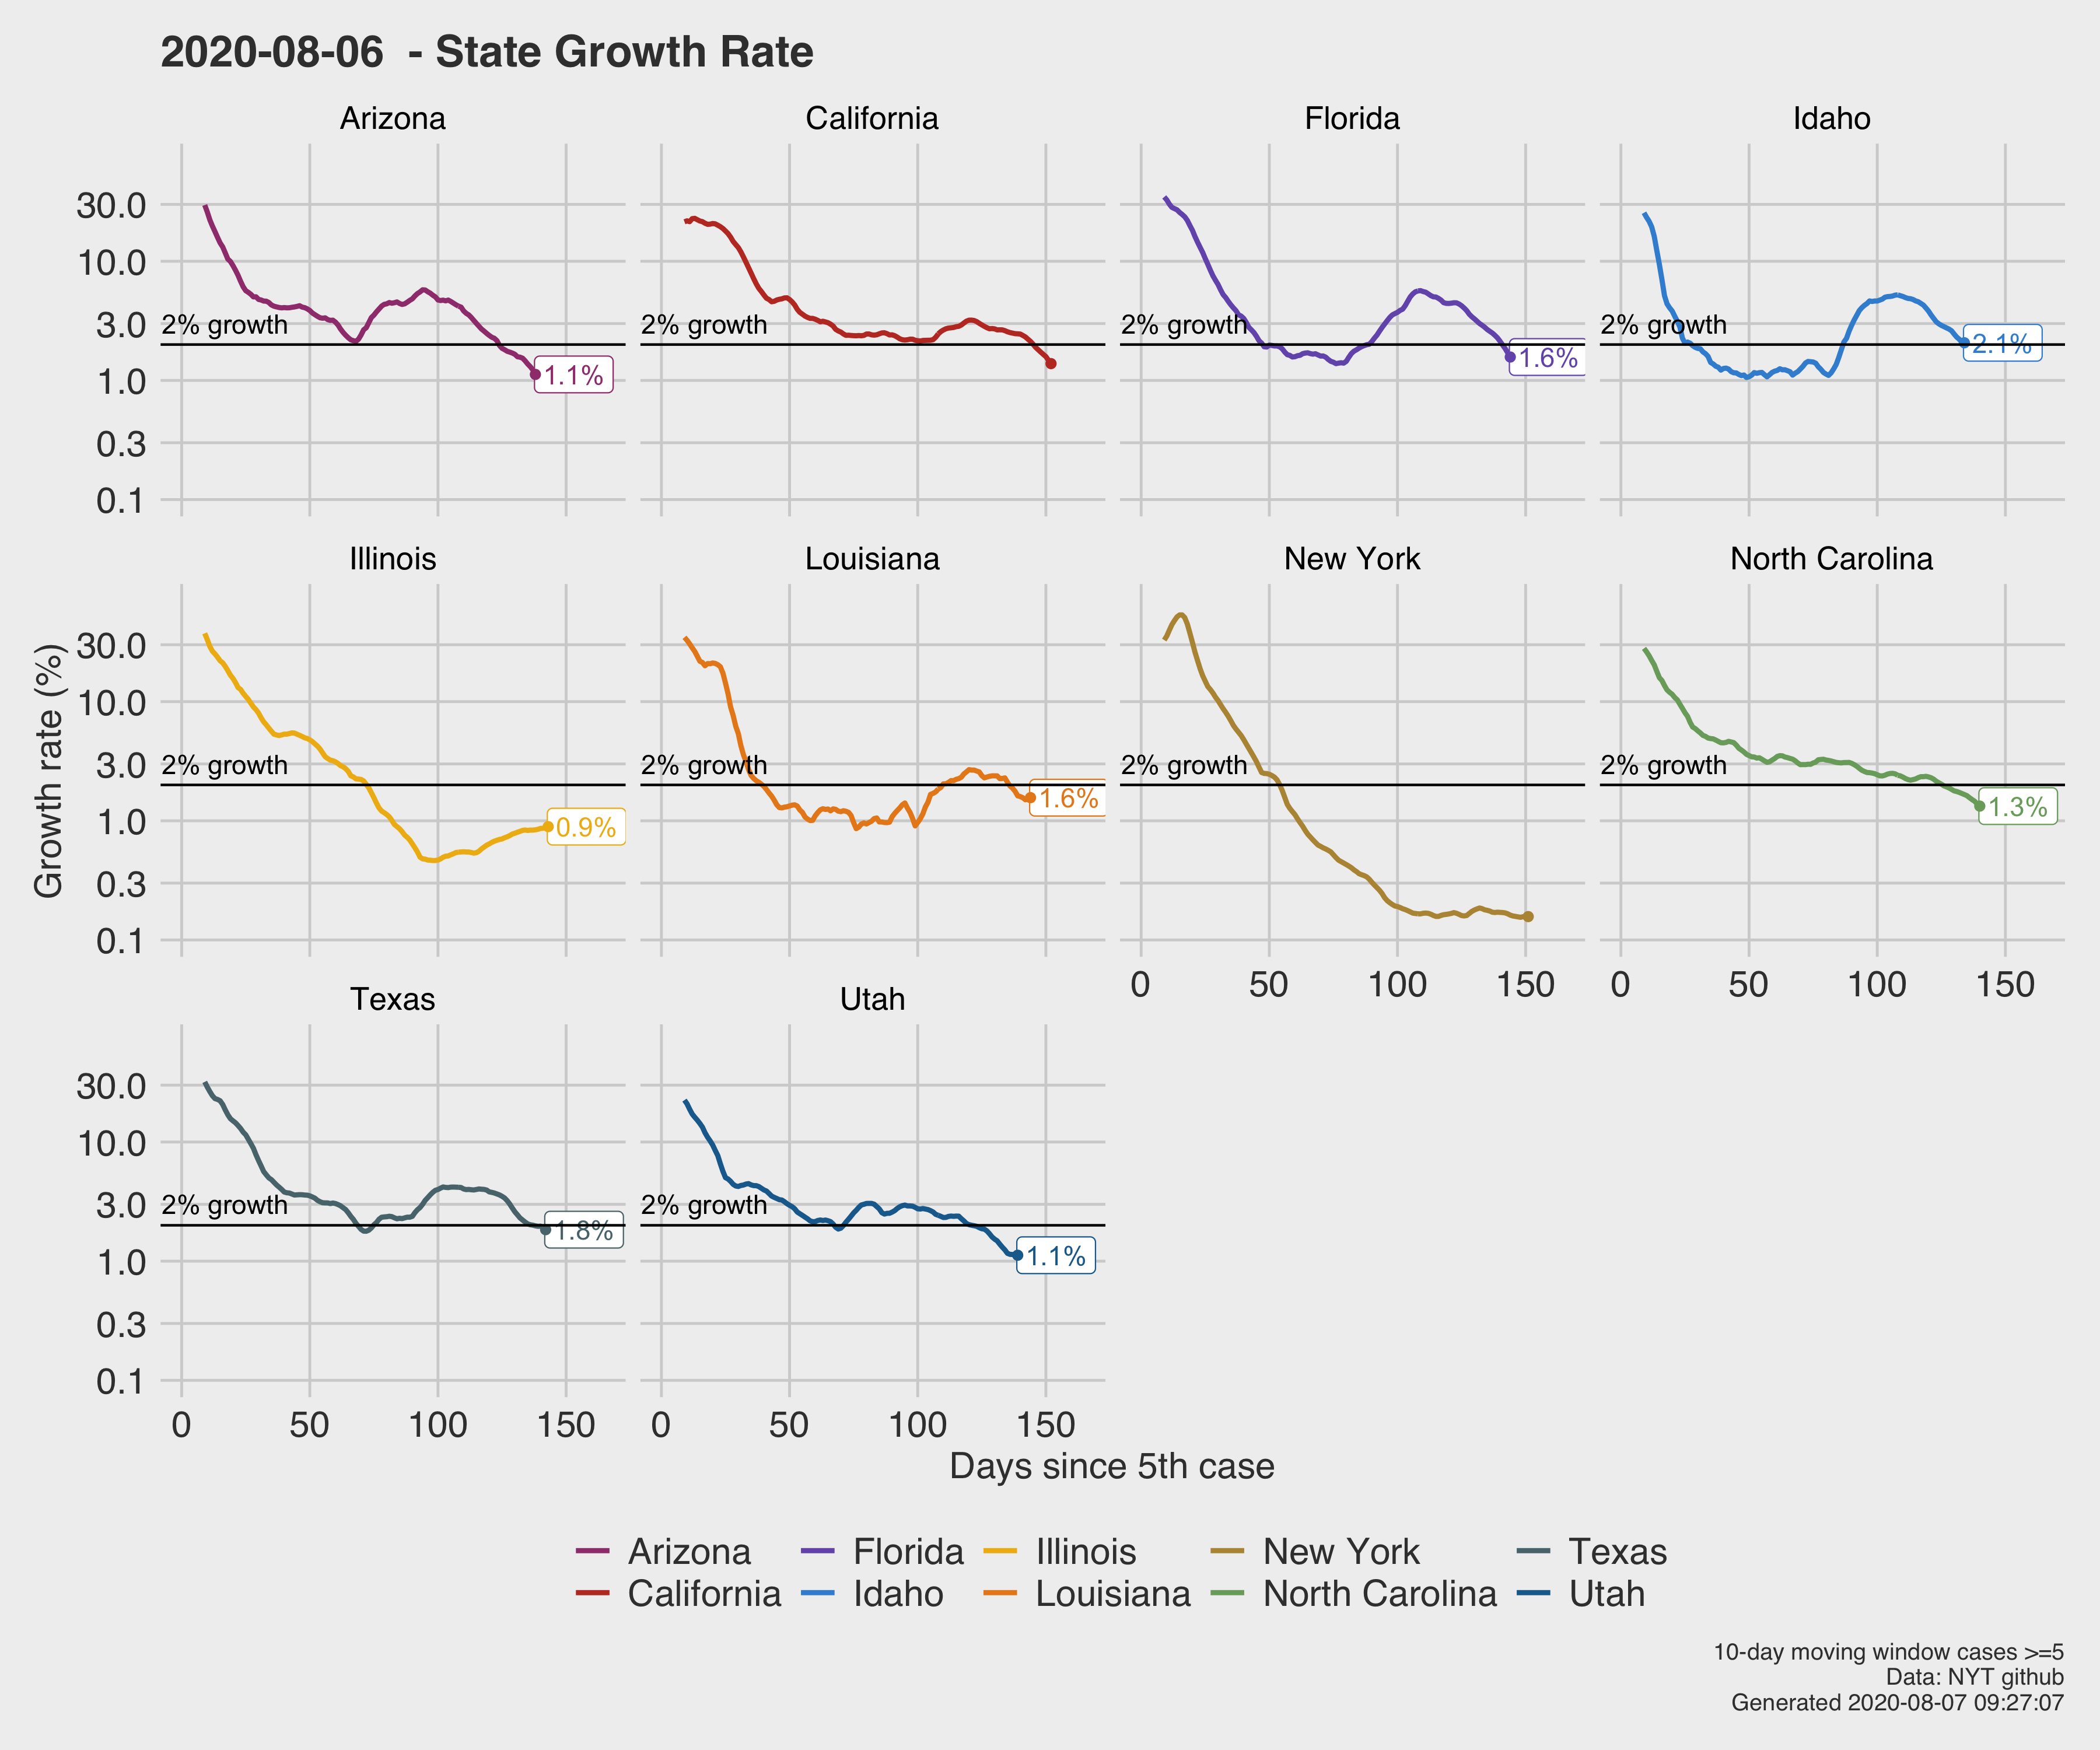 2020-08-06 - State Growth Rate
Arizona
California
Florida
Idaho
30.0
10.0
3.0
1.0
0.3
0.1
2% growth
1.1%
2% growth
2% growth
1.6%
2% growth
2.1%
Illinois
Louisiana
New York
North Carolina
Growth rate (%)
30.0
10.0
3.0
1.0
0.3
0.1
2% growth
0.9%
2% growth
1.6%
2% growth
2% growth
1.3%
0 50 100 150
0 50 100 150
Texas
Utah
30.0
10.0
3.0
1.0
0.3
0.1
2% growth
1.8%
2% growth
1.1%
0 50 100 150
0 50 100 150
Days since 5th case
Arizona Florida Illinois New York Texas
California Idaho Louisiana North Carolina Utah
10-day moving window cases >=5
Data: NYT github
Generated 2020-08-07 09:27:07